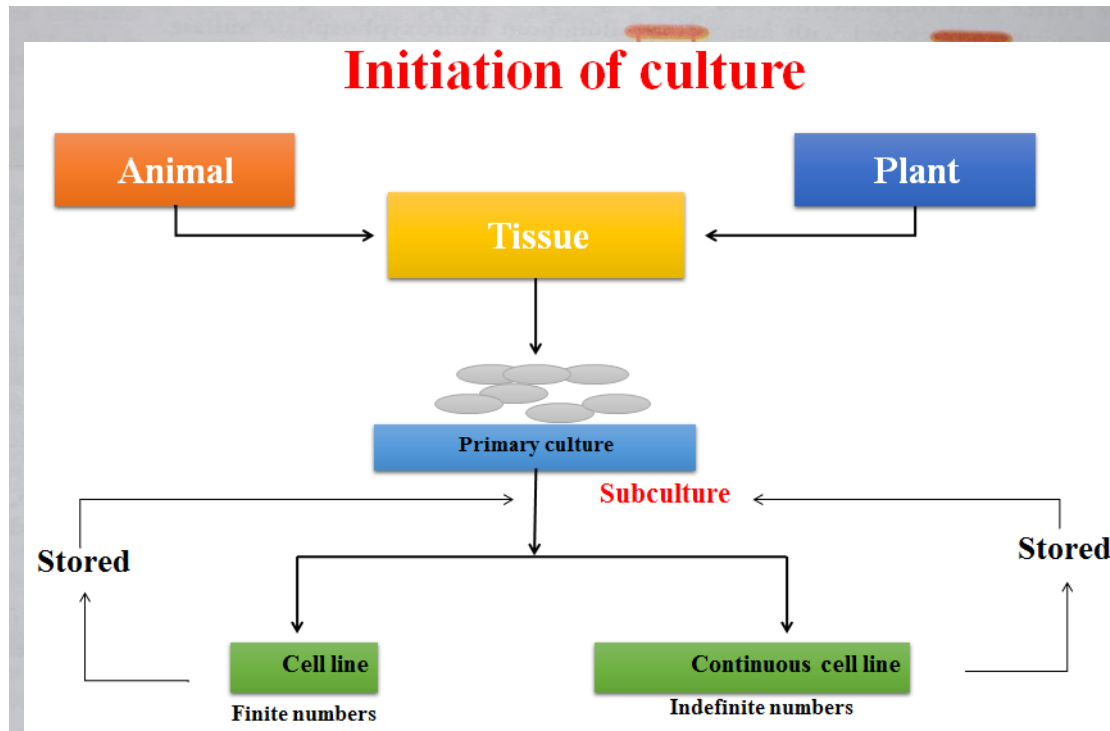 Initiation of culture
Animal
Plant
Tissue
Primary culture
Subculture
Stored
Stored
Cell line
Continuous cell line
Finite numbers
Indefinite numbers